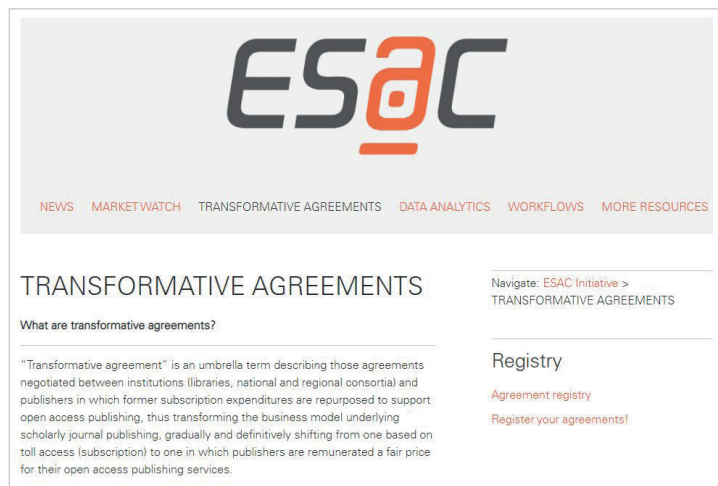 ESAC
NEWS MARKET WATCH TRANSFORMATIVE AGREEMENTS DATA ANALYTICS WORKFLOWS MORE RESOURCES
TRANSFORMATIVE AGREEMENTS
What are transformative agreements?
"Transformative agreement" is an umbrella term describing those agreements
negotiated between institutions (libraries, national and regional consortia) and
publishers in which former subscription expenditures are repurposed to support
open access publishing, thus transforming the business model underlying
scholarly journal publishing, gradually and definitively shifting from one based on
toll access (subscription) to one in which publishers are remunerated a fair price
for their open access publishing services.
Navigate: ESAC Initiative >
TRANSFORMATIVE AGREEMENTS
Registry
Agreement registry
Register your agreements!